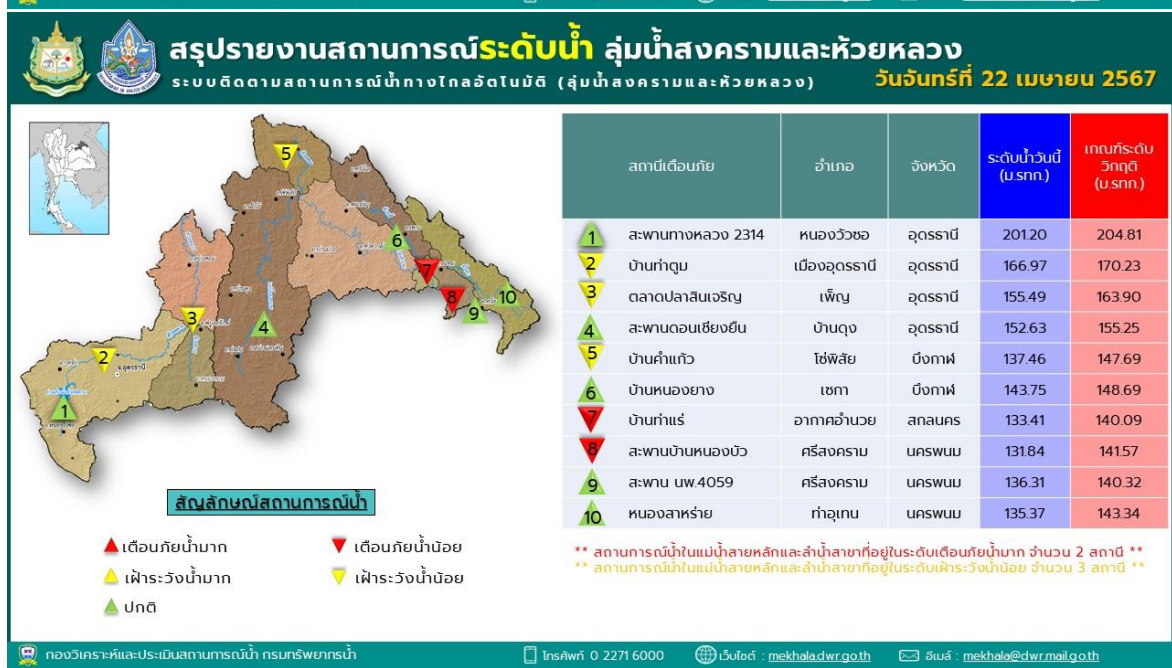 สรุปรายงานสถานการณ์ระดับน้ำ ลุ่มน้ำสงครามและห้วยหลวง
ระบบติดตามสถานการณ์น้ำทางไกลอัตโนมัติ (ลุ่มน้ำสงครามและห้วยหลวง)
วันจันทร์ที่ 22 เมษายน 2567
5
6
7
8
9
10
3
4
2
1
สถานีเตือนภัย อำเภอ จังหวัด ระดับน้ำวันนี้ (ม.รทก.) เกณฑ์ระดับวิกฤติ (ม.รทก.)
1 สะพานทางหลวง 2314 หนองวัวซอ อุดรธานี 201.20 204.81
2 บ้านท่าตูม เมืองอุดรธานี อุดรธานี 166.97 170.23
3 ตลาดปลาสินเจริญ เพ็ญ อุดรธานี 155.49 163.90
4 สะพานดอนเชียงยืน บ้านดุง อุดรธานี 152.63 155.25
5 บ้านคำแก้ว โซ่พิสัย บึงกาฬ 137.46 147.69
6 บ้านหนองยาง เซกา บึงกาฬ 143.75 148.69
7 บ้านท่าแร่ อากาศอำนวย สกลนคร 133.41 140.09
8 สะพานบ้านหนองบัว ศรีสงคราม นครพนม 131.84 141.57
9 สะพาน นพ.4059 ศรีสงคราม นครพนม 136.31 140.32
10 หนองสาหร่าย ท่าอุเทน นครพนม 135.37 143.34
สัญลักษณ์สถานการณ์น้ำ
เตือนภัยน้ำมาก เตือนภัยน้ำน้อย
เฝ้าระวังน้ำมาก เฝ้าระวังน้ำน้อย
ปกติ
** สถานการณ์น้ำในแม่น้ำสายหลักและลำน้ำสาขาที่อยู่ในระดับเตือนภัยน้ำมาก จำนวน 2 สถานี **
** สถานการณ์น้ำในแม่น้ำสายหลักและลำน้ำสาขาที่อยู่ในระดับเฝ้าระวังน้ำน้อย จำนวน 3 สถานี **
กองวิเคราะห์และประเมินสถานการณ์น้ำ กรมทรัพยากรน้ำ โทรศัพท์ 0 2271 6000 เว็บไซต์ : mekhala.dwr.go.th อีเมล์ : mekhala@dwr.mail.go.th